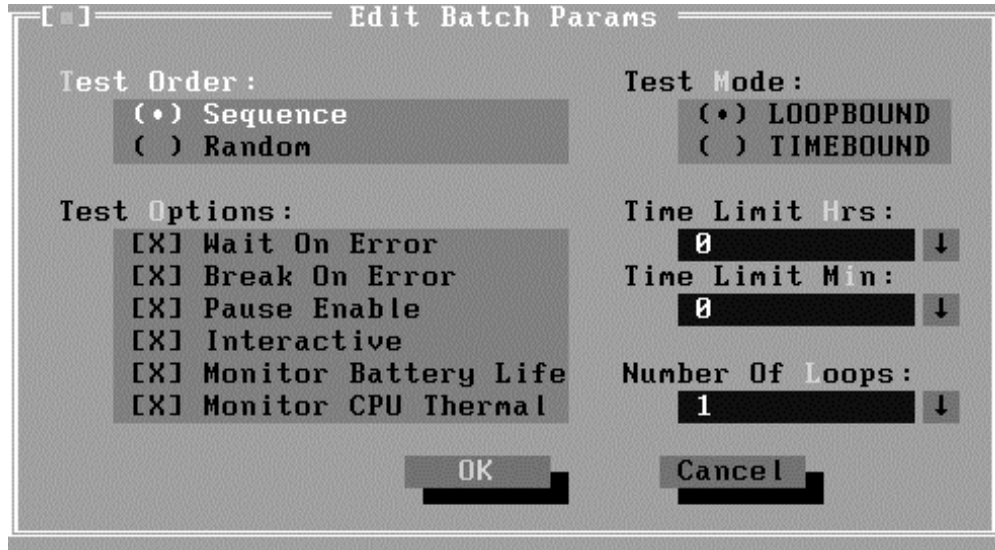 [■] Edit Batch Params
Test Order:
(•) Sequence
( ) Random
Test Mode:
(•) LOOPBOUND
( ) TIMEBOUND
Test Options:
[X] Wait On Error
[X] Break On Error
[X] Pause Enable
[X] Interactive
[X] Monitor Battery Life
[X] Monitor CPU Thermal
Time Limit Hrs:
0 ↓
Time Limit Min:
0 ↓
Number Of Loops:
1 ↓
OK Cancel